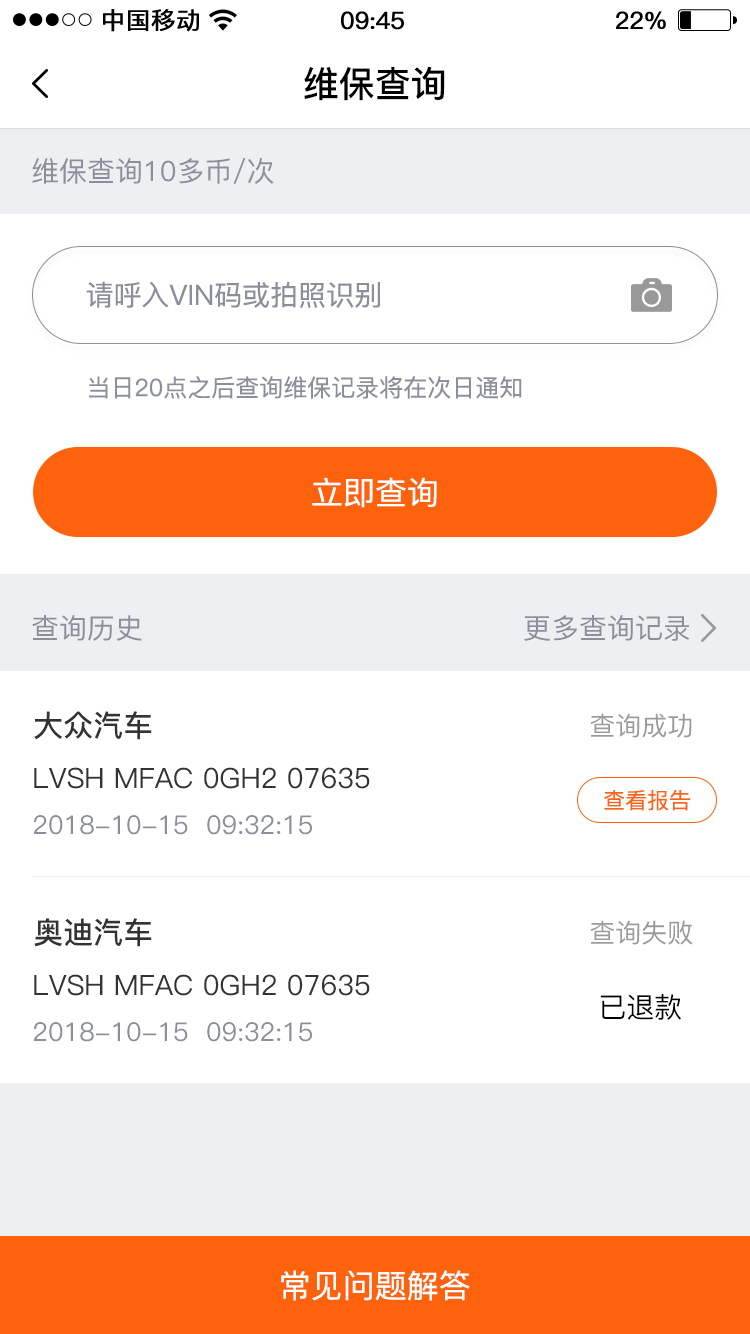 中国移动 09:45 22%
维保查询
维保查询10多币/次
请呼入VIN码或拍照识别
当日20点之后查询维保记录将在次日通知
立即查询
查询历史 更多查询记录
大众汽车 查询成功
LVSH MFAC 0GH2 07635 查看报告
2018-10-15 09:32:15
奥迪汽车 查询失败
LVSH MFAC 0GH2 07635 已退款
2018-10-15 09:32:15
常见问题解答